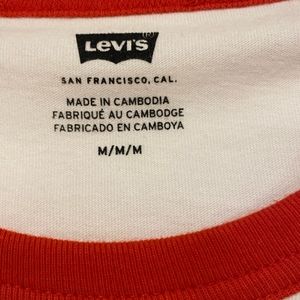 LEVI'S
SAN FRANCISCO, CAL.
MADE IN CAMBODIA
FABRIQUÉ AU CAMBODGE
FABRICADO EN CAMBOYA
M/M/M